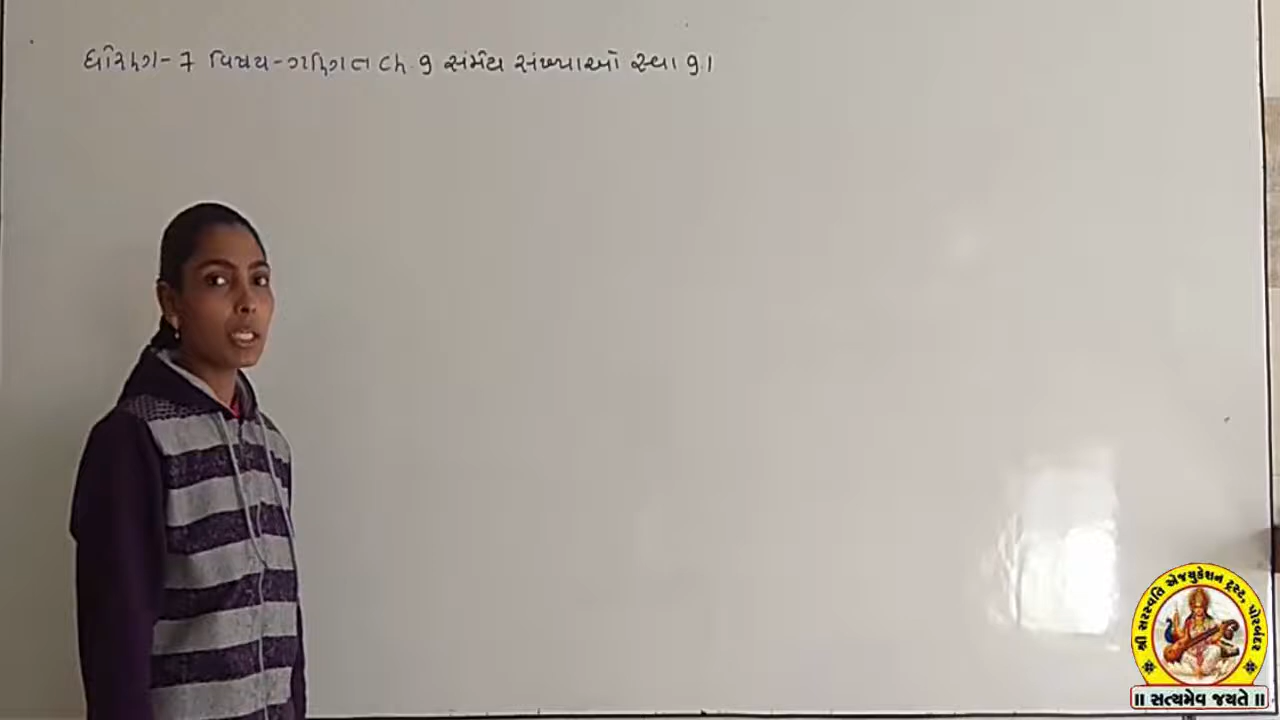 ધોરણ-7 વિષય-ગણિત Ch.9 સંમેય સંખ્યાઓ સ્વા 9.1
શ્રી સરસ્વતિ એજ્યુકેશન ટ્રસ્ટ, પોરબંદર
॥ સત્યમેવ જયતે ॥